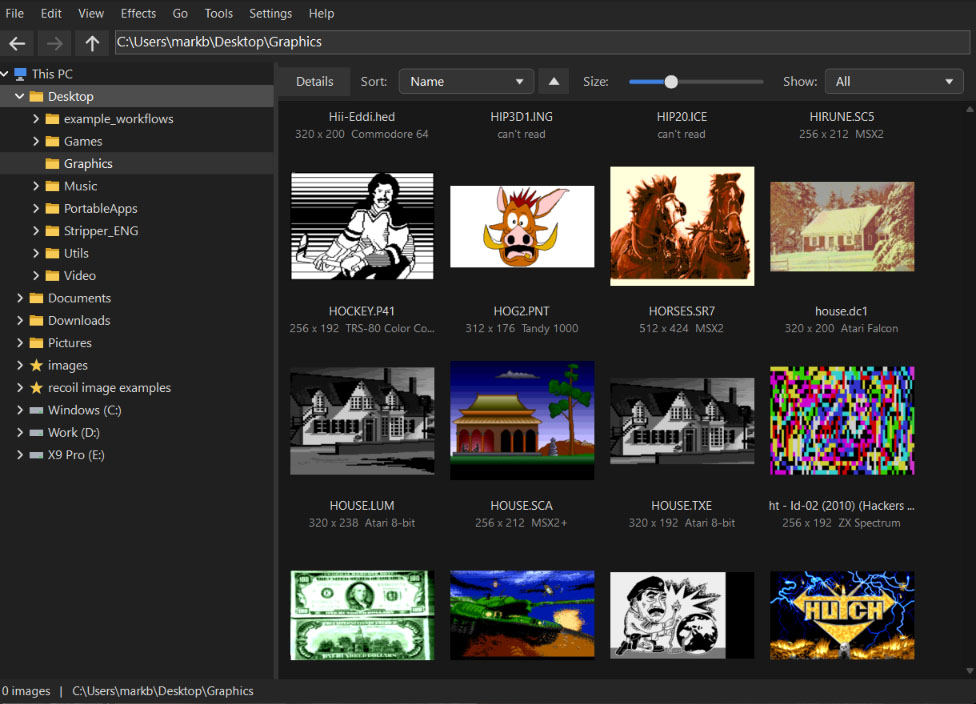 File Edit View Effects Go Tools Settings Help
C:\Users\markb\Desktop\Graphics
This PC
Desktop
example_workflows
Games
Graphics
Music
PortableApps
Stripper_ENG
Utils
Video
Documents
Downloads
Pictures
images
recoil image examples
Windows (C:)
Work (D:)
X9 Pro (E:)
Details Sort: Name Size: Show: All
Hii-Eddi.hed HIP3D1.ING HIP20.ICE HIRUNE.SC5
320 x 200 Commodore 64 can't read can't read 256 x 212 MSX2
HOCKEY.P41 HOG2.PNT HORSES.SR7 house.dc1
256 x 192 TRS-80 Color Co... 312 x 176 Tandy 1000 512 x 424 MSX2 320 x 200 Atari Falcon
HOUSE.LUM HOUSE.SCA HOUSE.TXE ht - Id-02 (2010) (Hackers ...
320 x 238 Atari 8-bit 256 x 212 MSX2+ 320 x 192 Atari 8-bit 256 x 192 ZX Spectrum
100
HUTCH
0 images | C:\Users\markb\Desktop\Graphics